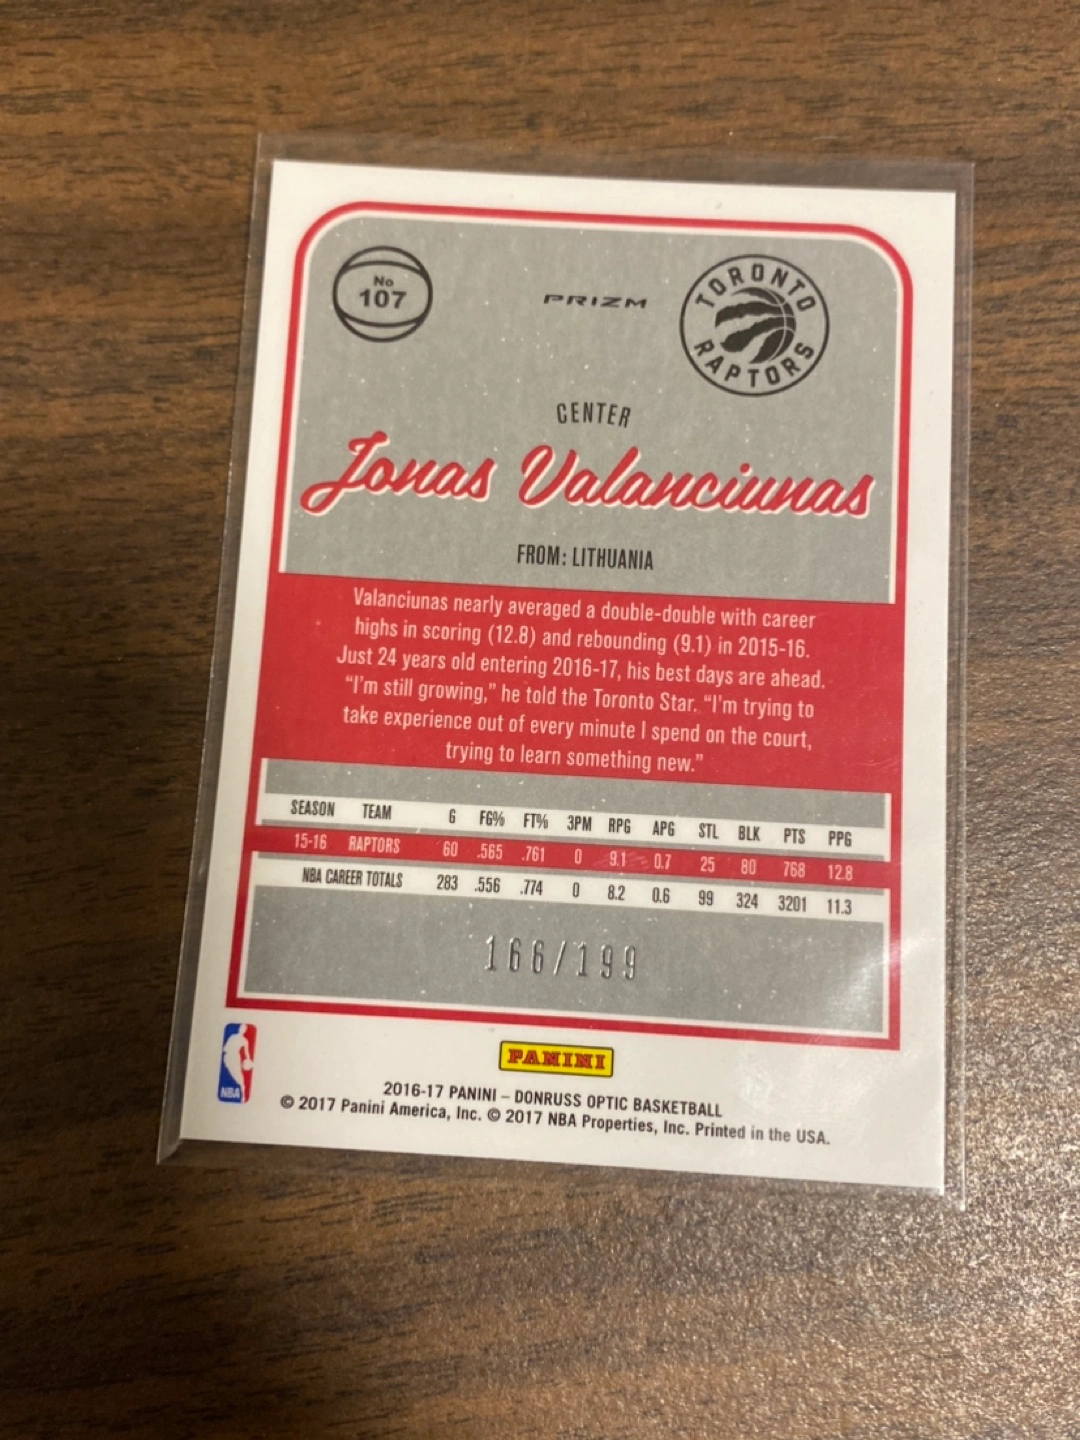 No
107
PRIZM
TORONTO
RAPTORS
CENTER
Jonas Valanciunas
FROM: LITHUANIA
Valanciunas nearly averaged a double-double with career
highs in scoring (12.8) and rebounding (9.1) in 2015-16.
Just 24 years old entering 2016-17, his best days are ahead.
“I'm still growing,” he told the Toronto Star. “I'm trying to
take experience out of every minute I spend on the court,
trying to learn something new.”
SEASON TEAM G FG% FT% 3PM RPG APG STL BLK PTS PPG
15-16 RAPTORS 60 .565 .761 0 9.1 0.7 25 80 768 12.8
NBA CAREER TOTALS 283 .556 .774 0 8.2 0.6 99 324 3201 11.3
166/199
NBA
PANINI
2016-17 PANINI – DONRUSS OPTIC BASKETBALL
© 2017 Panini America, Inc. © 2017 NBA Properties, Inc. Printed in the USA.